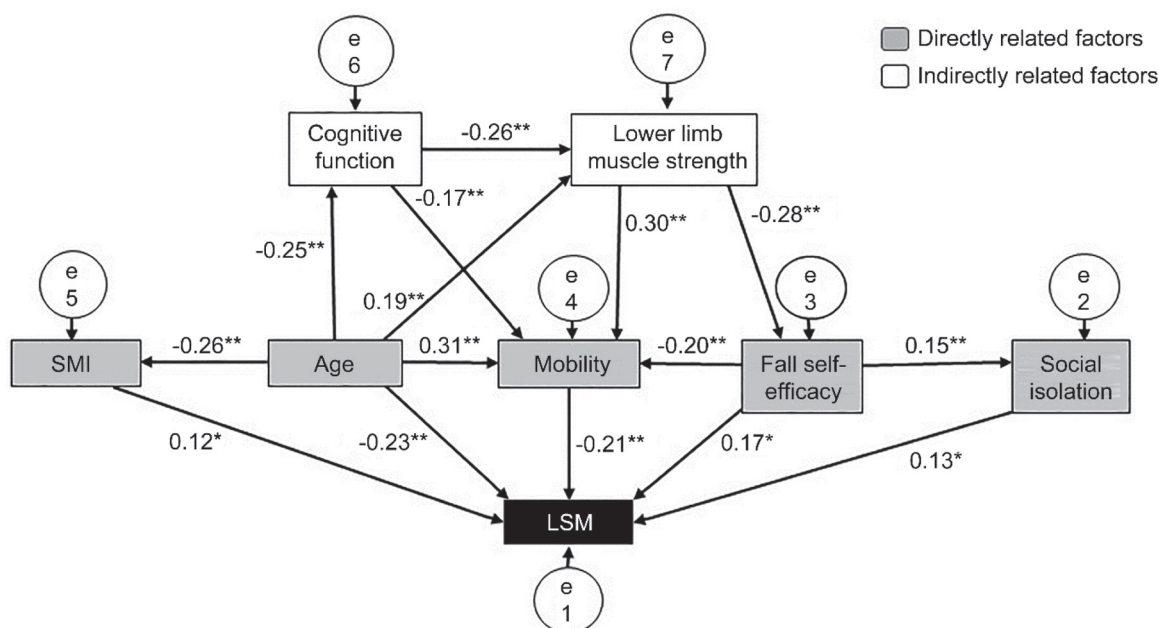 e
6
e
7
Directly related factors
Indirectly related factors
Cognitive
function
-0.26**
Lower limb
muscle strength
-0.17**
0.30**
-0.28**
-0.25**
e
5
0.19**
e
4
e
3
e
2
SMI
-0.26**
Age
0.31**
Mobility
-0.20**
Fall self-
efficacy
0.15**
Social
isolation
0.12*
-0.23**
-0.21**
0.17*
0.13*
LSM
e
1